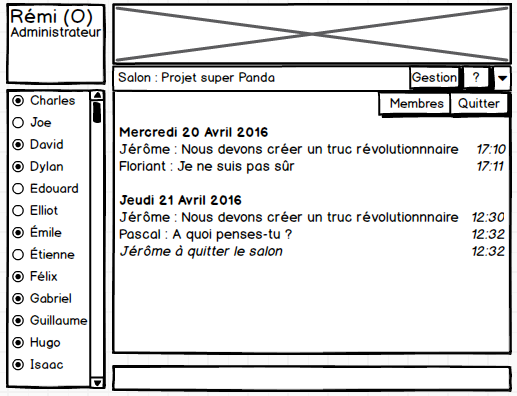 Rémi (O)
Administrateur
Salon : Projet super Panda
Gestion
?
Membres
Quitter
Charles
Joe
David
Dylan
Edouard
Elliot
Émile
Étienne
Félix
Gabriel
Guillaume
Hugo
Isaac
Mercredi 20 Avril 2016
Jérôme : Nous devons créer un truc révolutionnnaire 17:10
Floriant : Je ne suis pas sûr 17:11
Jeudi 21 Avril 2016
Jérôme : Nous devons créer un truc révolutionnnaire 12:30
Pascal : A quoi penses-tu ? 12:32
Jérôme à quitter le salon 12:32